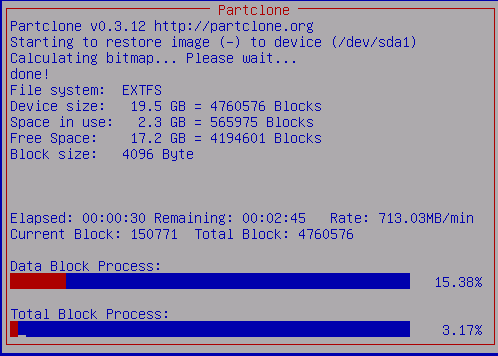 Partclone
Partclone v0.3.12 http://partclone.org
Starting to restore image (-) to device (/dev/sda1)
Calculating bitmap... Please wait...
done!
File system:  EXTFS
Device size:   19.5 GB = 4760576 Blocks
Space in use:   2.3 GB = 565975 Blocks
Free Space:    17.2 GB = 4194601 Blocks
Block size:   4096 Byte
Elapsed: 00:00:30 Remaining: 00:02:45   Rate: 713.03MB/min
Current Block: 150771  Total Block: 4760576
Data Block Process:
15.38%
Total Block Process:
3.17%